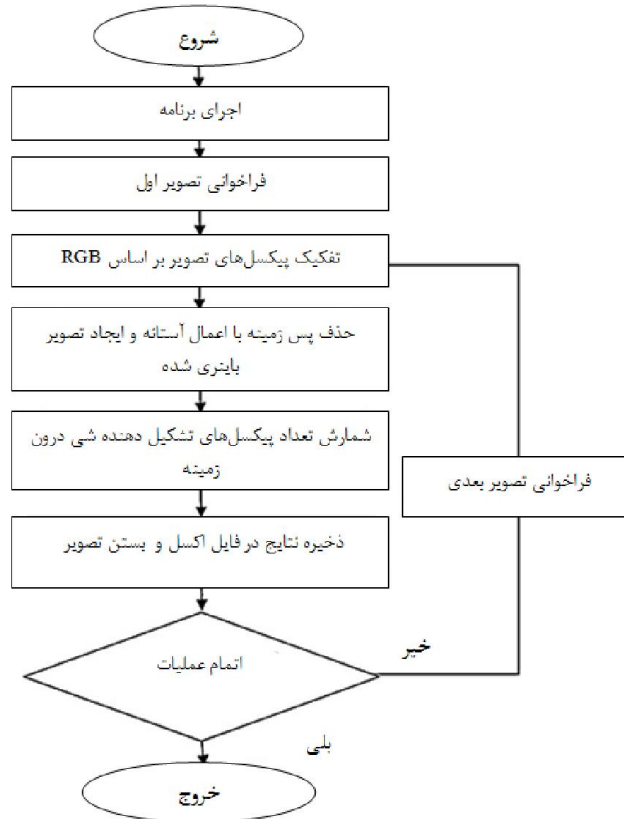 شروع
اجرای برنامه
فراخوانی تصویر اول
تفکیک پیکسل‌های تصویر بر اساس RGB
حذف پس زمینه با اعمال آستانه و ایجاد تصویر
باینری شده
شمارش تعداد پیکسل‌های تشکیل دهنده شی درون
زمینه
فراخوانی تصویر بعدی
ذخیره نتایج در فایل اکسل و بستن تصویر
اتمام عملیات
خیر
بلی
خروج